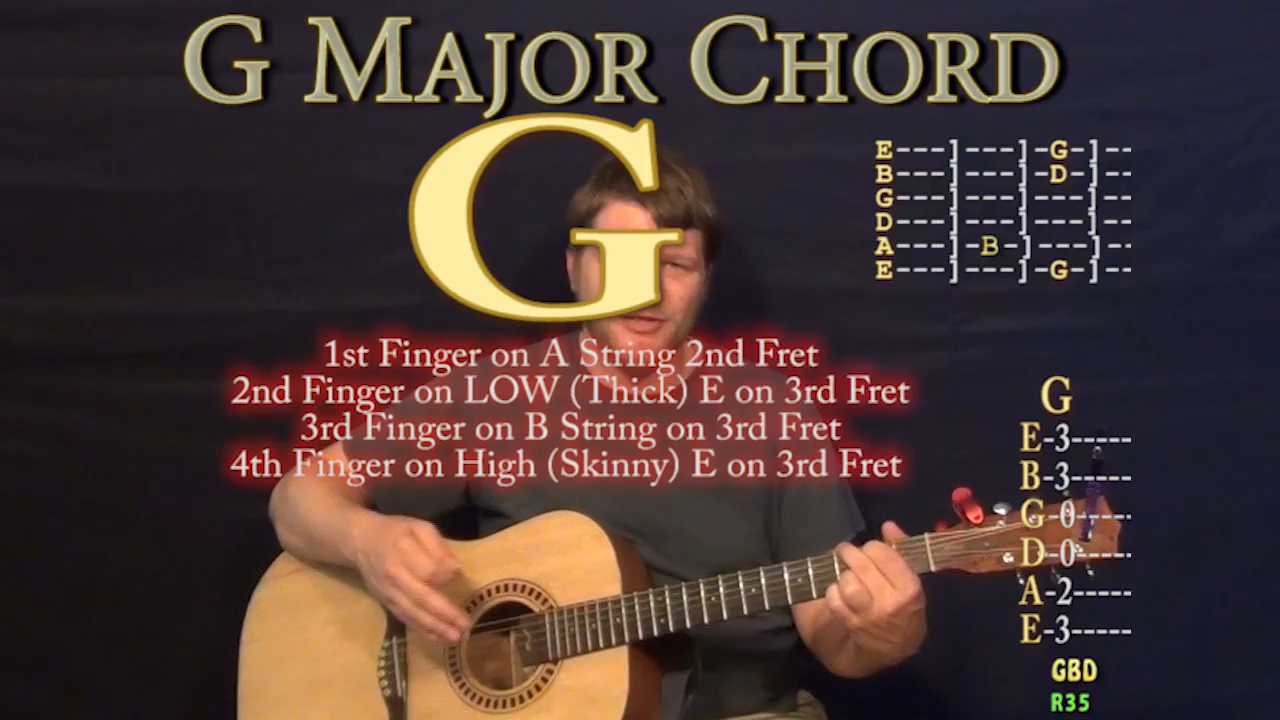 G MAJOR CHORD
G
E---]---]-G-]--
B---]---]-D-]--
G---]---]---]--
D---]---]---]--
A---]-B-]---]--
E---]---]-G-]--
1st Finger on A String 2nd Fret
2nd Finger on LOW (Thick) E on 3rd Fret
3rd Finger on B String on 3rd Fret
4th Finger on High (Skinny) E on 3rd Fret
G
E-3-----
B-3-----
G-0-----
D-0-----
A-2-----
E-3-----
GBD
R35